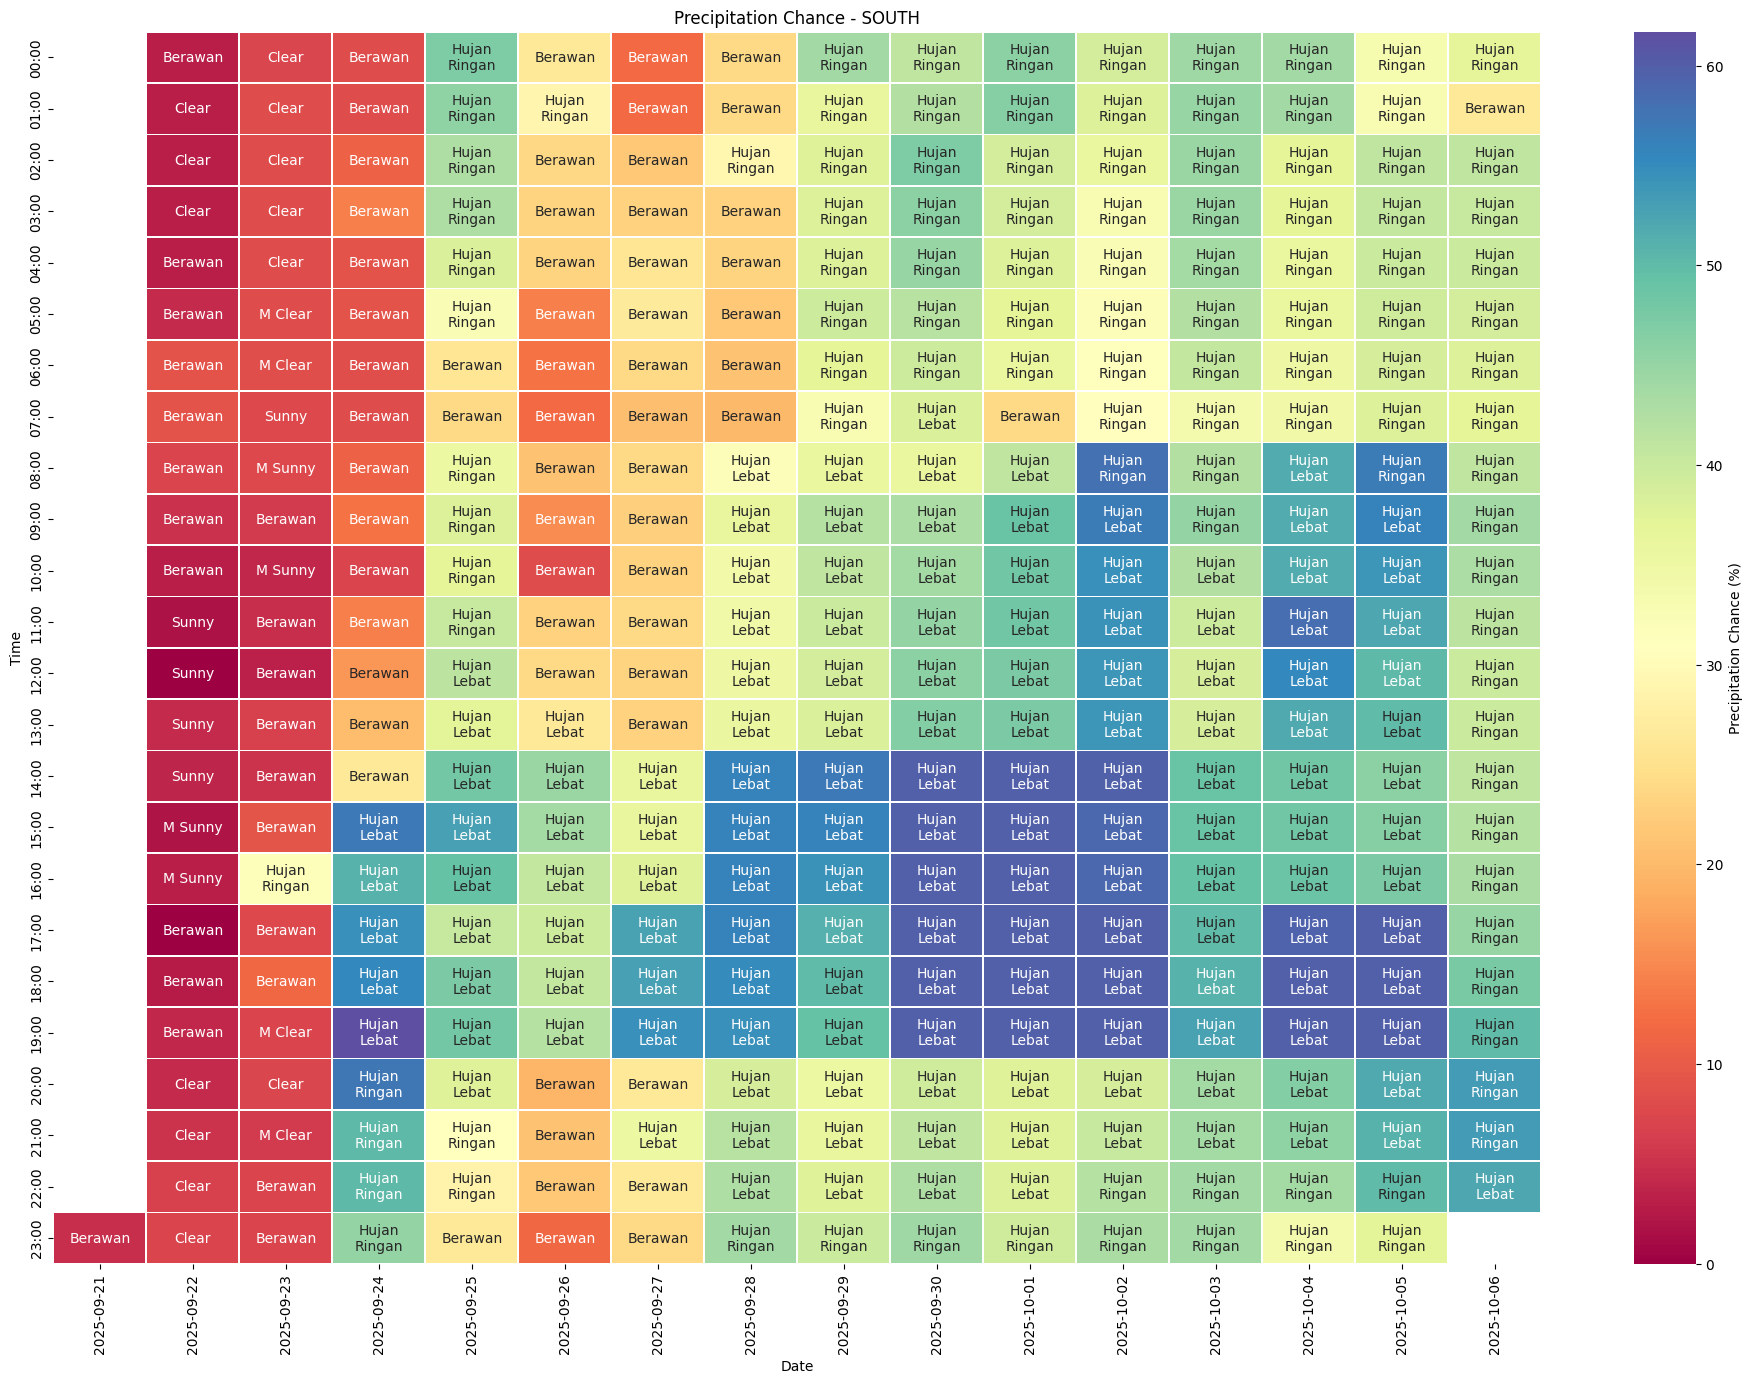 Precipitation Chance - SOUTH
00:00 Berawan Clear Berawan Hujan Ringan Berawan Berawan Berawan Hujan Ringan Hujan Ringan Hujan Ringan Hujan Ringan Hujan Ringan Hujan Ringan Hujan Ringan Hujan Ringan
01:00 Clear Clear Berawan Hujan Ringan Hujan Ringan Berawan Berawan Hujan Ringan Hujan Ringan Hujan Ringan Hujan Ringan Hujan Ringan Hujan Ringan Hujan Ringan Berawan
02:00 Clear Clear Berawan Hujan Ringan Berawan Berawan Hujan Ringan Hujan Ringan Hujan Ringan Hujan Ringan Hujan Ringan Hujan Ringan Hujan Ringan Hujan Ringan Hujan Ringan
03:00 Clear Clear Berawan Hujan Ringan Berawan Berawan Berawan Hujan Ringan Hujan Ringan Hujan Ringan Hujan Ringan Hujan Ringan Hujan Ringan Hujan Ringan Hujan Ringan
04:00 Berawan Clear Berawan Hujan Ringan Berawan Berawan Berawan Hujan Ringan Hujan Ringan Hujan Ringan Hujan Ringan Hujan Ringan Hujan Ringan Hujan Ringan Hujan Ringan
05:00 Berawan M Clear Berawan Hujan Ringan Berawan Berawan Berawan Hujan Ringan Hujan Ringan Hujan Ringan Hujan Ringan Hujan Ringan Hujan Ringan Hujan Ringan Hujan Ringan
06:00 Berawan M Clear Berawan Berawan Berawan Berawan Berawan Hujan Ringan Hujan Ringan Hujan Ringan Hujan Ringan Hujan Ringan Hujan Ringan Hujan Ringan Hujan Ringan
07:00 Berawan Sunny Berawan Berawan Berawan Berawan Berawan Hujan Ringan Hujan Lebat Berawan Hujan Ringan Hujan Ringan Hujan Ringan Hujan Ringan Hujan Ringan
08:00 Berawan M Sunny Berawan Hujan Ringan Berawan Berawan Hujan Lebat Hujan Lebat Hujan Lebat Hujan Lebat Hujan Ringan Hujan Ringan Hujan Lebat Hujan Ringan Hujan Ringan
09:00 Berawan Berawan Berawan Hujan Ringan Berawan Berawan Hujan Lebat Hujan Lebat Hujan Lebat Hujan Lebat Hujan Lebat Hujan Ringan Hujan Lebat Hujan Lebat Hujan Ringan
10:00 Berawan M Sunny Berawan Hujan Ringan Berawan Berawan Hujan Lebat Hujan Lebat Hujan Lebat Hujan Lebat Hujan Lebat Hujan Lebat Hujan Lebat Hujan Lebat Hujan Ringan
11:00 Sunny Berawan Berawan Hujan Ringan Berawan Berawan Hujan Lebat Hujan Lebat Hujan Lebat Hujan Lebat Hujan Lebat Hujan Lebat Hujan Lebat Hujan Lebat Hujan Ringan
12:00 Sunny Berawan Berawan Hujan Lebat Berawan Berawan Hujan Lebat Hujan Lebat Hujan Lebat Hujan Lebat Hujan Lebat Hujan Lebat Hujan Lebat Hujan Lebat Hujan Ringan
13:00 Sunny Berawan Berawan Hujan Lebat Hujan Lebat Berawan Hujan Lebat Hujan Lebat Hujan Lebat Hujan Lebat Hujan Lebat Hujan Lebat Hujan Lebat Hujan Lebat Hujan Ringan
14:00 Sunny Berawan Berawan Hujan Lebat Hujan Lebat Hujan Lebat Hujan Lebat Hujan Lebat Hujan Lebat Hujan Lebat Hujan Lebat Hujan Lebat Hujan Lebat Hujan Lebat Hujan Ringan
15:00 M Sunny Berawan Hujan Lebat Hujan Lebat Hujan Lebat Hujan Lebat Hujan Lebat Hujan Lebat Hujan Lebat Hujan Lebat Hujan Lebat Hujan Lebat Hujan Lebat Hujan Lebat Hujan Ringan
16:00 M Sunny Hujan Ringan Hujan Lebat Hujan Lebat Hujan Lebat Hujan Lebat Hujan Lebat Hujan Lebat Hujan Lebat Hujan Lebat Hujan Lebat Hujan Lebat Hujan Lebat Hujan Lebat Hujan Ringan
17:00 Berawan Berawan Hujan Lebat Hujan Lebat Hujan Lebat Hujan Lebat Hujan Lebat Hujan Lebat Hujan Lebat Hujan Lebat Hujan Lebat Hujan Lebat Hujan Lebat Hujan Lebat Hujan Ringan
18:00 Berawan Berawan Hujan Lebat Hujan Lebat Hujan Lebat Hujan Lebat Hujan Lebat Hujan Lebat Hujan Lebat Hujan Lebat Hujan Lebat Hujan Lebat Hujan Lebat Hujan Lebat Hujan Ringan
19:00 Berawan M Clear Hujan Lebat Hujan Lebat Hujan Lebat Hujan Lebat Hujan Lebat Hujan Lebat Hujan Lebat Hujan Lebat Hujan Lebat Hujan Lebat Hujan Lebat Hujan Lebat Hujan Ringan
20:00 Clear Clear Hujan Ringan Hujan Lebat Berawan Berawan Hujan Lebat Hujan Lebat Hujan Lebat Hujan Lebat Hujan Lebat Hujan Lebat Hujan Lebat Hujan Lebat Hujan Ringan
21:00 Clear M Clear Hujan Ringan Hujan Ringan Berawan Hujan Lebat Hujan Lebat Hujan Lebat Hujan Lebat Hujan Lebat Hujan Lebat Hujan Lebat Hujan Lebat Hujan Lebat Hujan Ringan
22:00 Clear Berawan Hujan Ringan Hujan Ringan Berawan Berawan Hujan Lebat Hujan Lebat Hujan Lebat Hujan Lebat Hujan Ringan Hujan Ringan Hujan Ringan Hujan Ringan Hujan Lebat
23:00 Berawan Clear Berawan Hujan Ringan Berawan Berawan Berawan Hujan Ringan Hujan Ringan Hujan Ringan Hujan Ringan Hujan Ringan Hujan Ringan Hujan Ringan Hujan Ringan
Time
2025-09-21 2025-09-22 2025-09-23 2025-09-24 2025-09-25 2025-09-26 2025-09-27 2025-09-28 2025-09-29 2025-09-30 2025-10-01 2025-10-02 2025-10-03 2025-10-04 2025-10-05 2025-10-06
Date
60
50
40
30
20
10
0
Precipitation Chance (%)